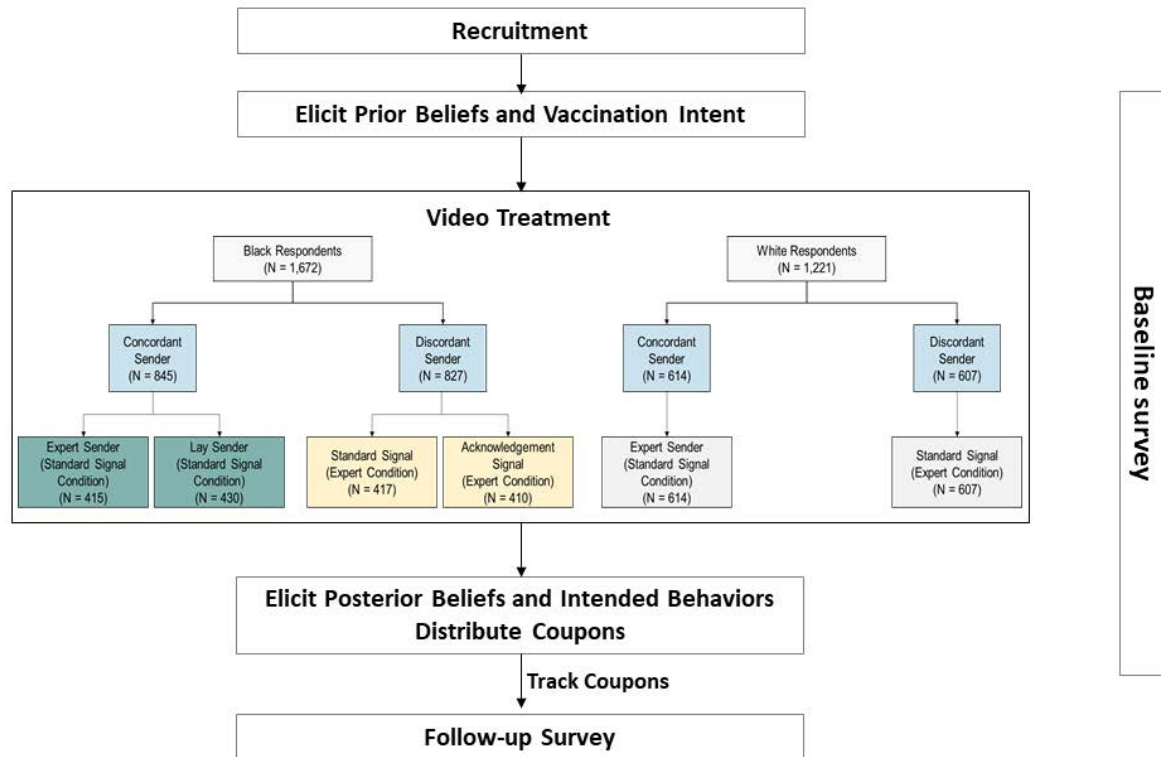 Recruitment
Elicit Prior Beliefs and Vaccination Intent
Video Treatment
Black Respondents
(N = 1,672)
White Respondents
(N = 1,221)
Concordant
Sender
(N = 845)
Discordant
Sender
(N = 827)
Concordant
Sender
(N = 614)
Discordant
Sender
(N = 607)
Expert Sender
(Standard Signal
Condition)
(N = 415)
Lay Sender
(Standard Signal
Condition)
(N = 430)
Standard Signal
(Expert Condition)
(N = 417)
Acknowledgement
Signal
(Expert Condition)
(N = 410)
Expert Sender
(Standard Signal
Condition)
(N = 614)
Standard Signal
(Expert Condition)
(N = 607)
Elicit Posterior Beliefs and Intended Behaviors
Distribute Coupons
Track Coupons
Follow-up Survey
Baseline survey